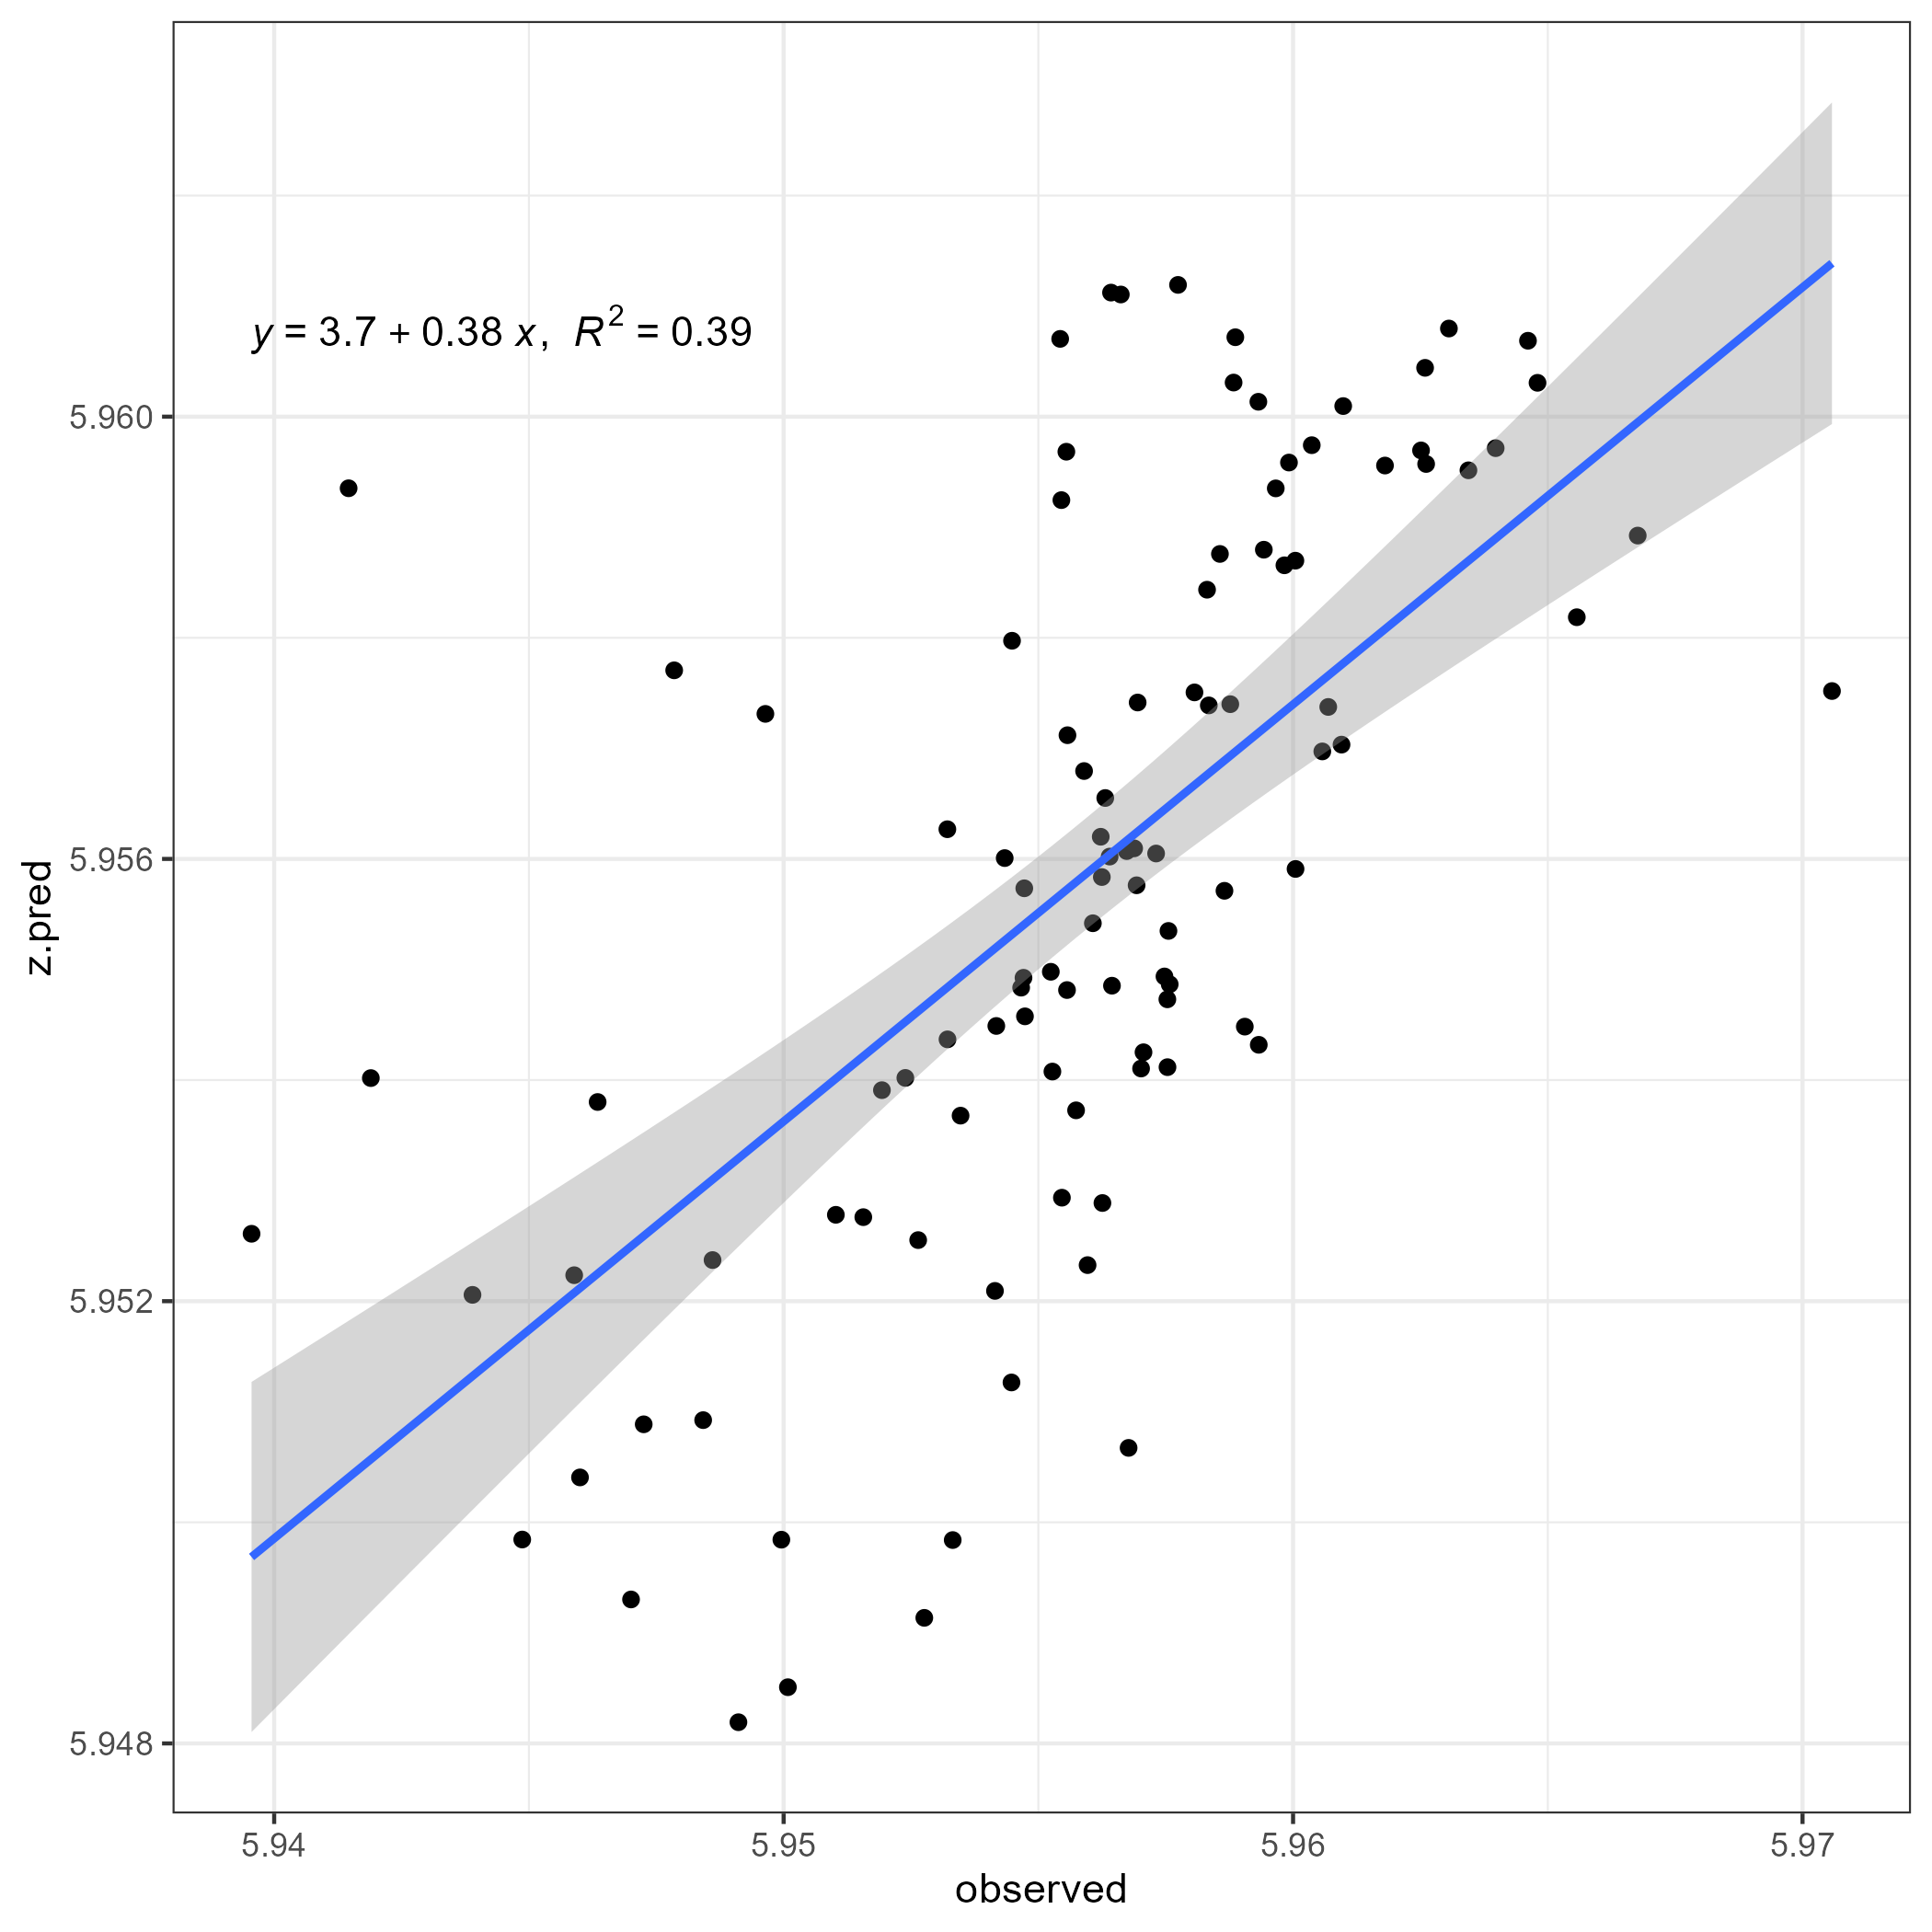 y = 3.7 + 0.38 x, R² = 0.39
5.960
5.956
5.952
5.948
z.pred
5.94 5.95 5.96 5.97
observed